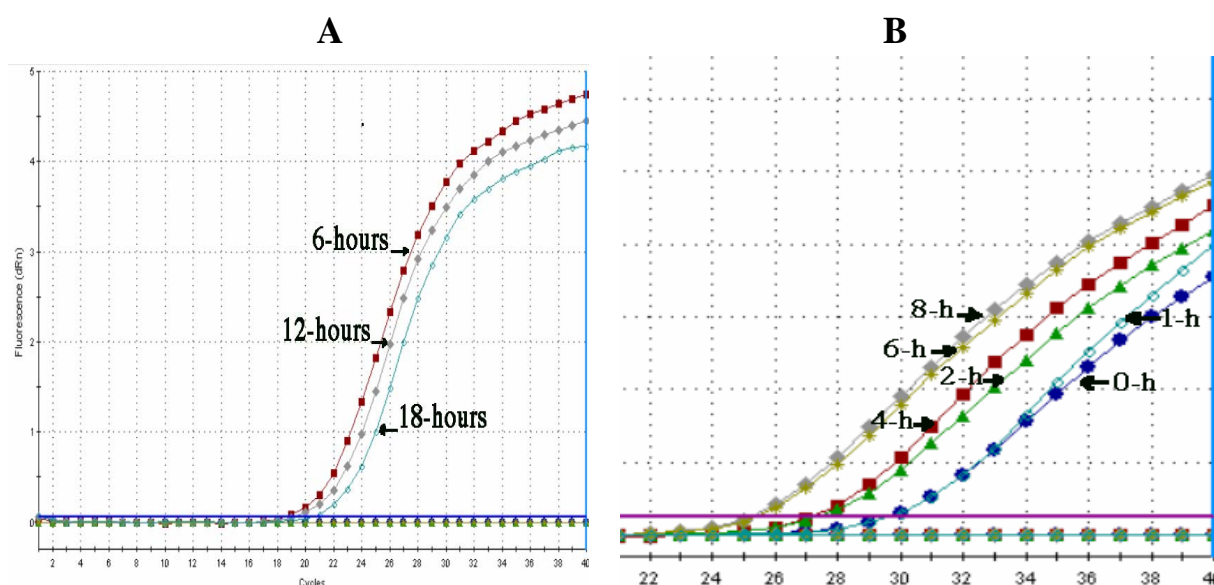 A
B
5
4
3
2
1
0
Fluorescence (dRn)
6-hours
12-hours
18-hours
2 4 6 8 10 12 14 16 18 20 22 24 26 28 30 32 34 36 38 40
Cycles
8-h
6-h
2-h
4-h
1-h
0-h
22 24 26 28 30 32 34 36 38